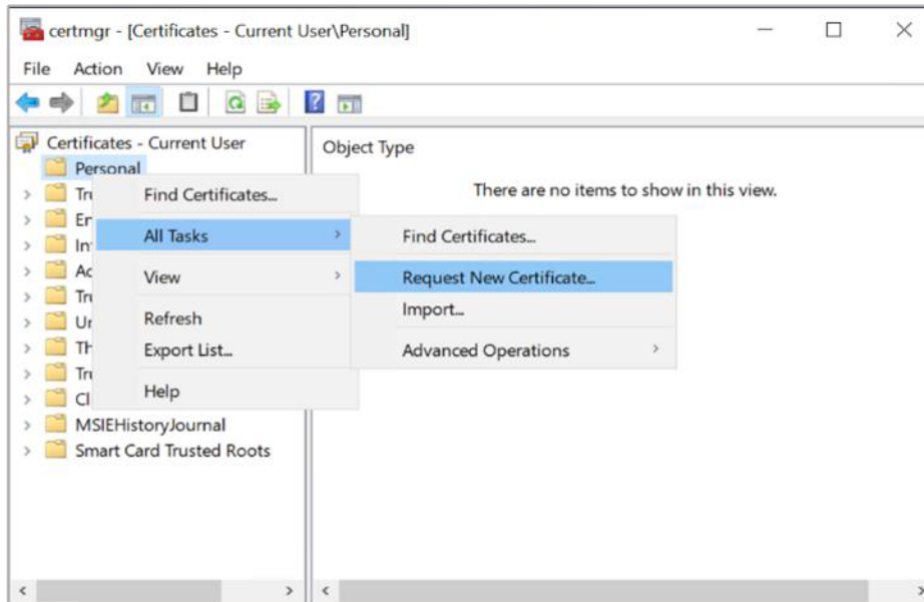 certmgr - [Certificates - Current User\Personal]
File Action View Help
Certificates - Current User
Personal
Object Type
There are no items to show in this view.
Find Certificates...
All Tasks
View
Refresh
Export List...
Help
Find Certificates...
Request New Certificate...
Import...
Advanced Operations
MSIEHistoryJournal
Smart Card Trusted Roots